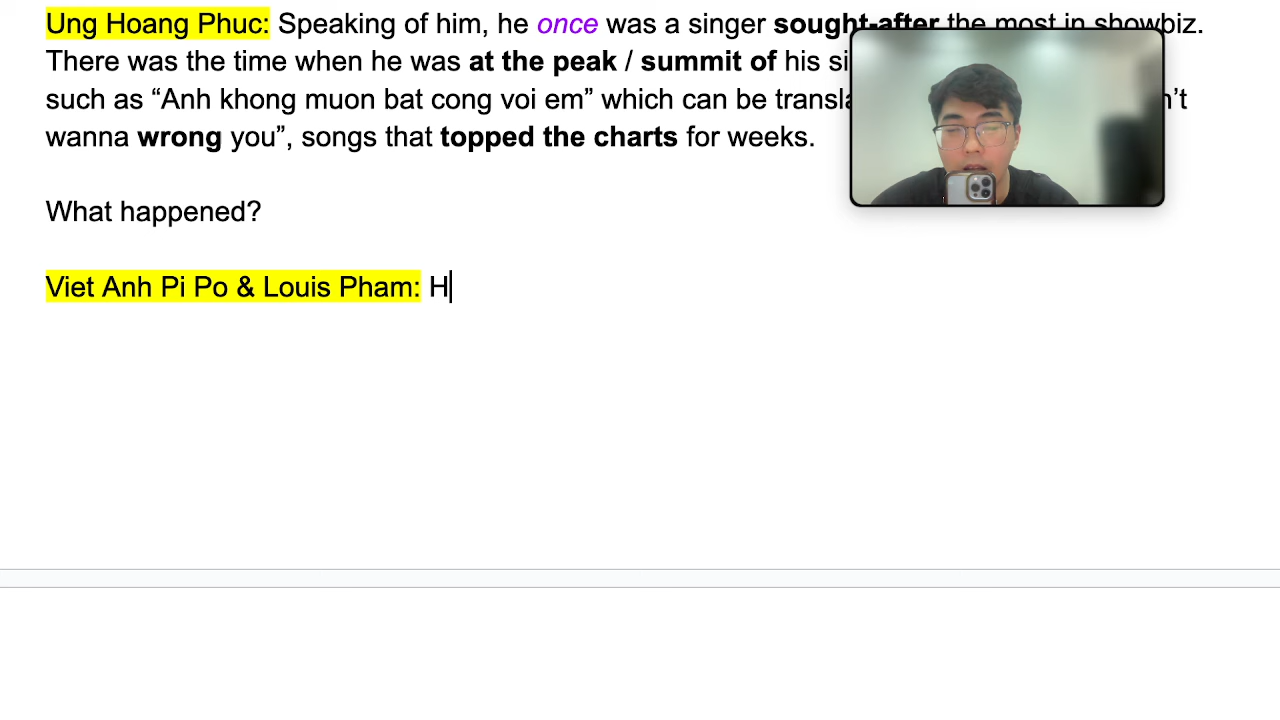 Ung Hoang Phuc: Speaking of him, he once was a singer sought-after the most in showbiz.
There was the time when he was at the peak / summit of his
such as “Anh khong muon bat cong voi em” which can be
wanna wrong you”, songs that topped the charts for weeks.
What happened?
Viet Anh Pi Po & Louis Pham: H